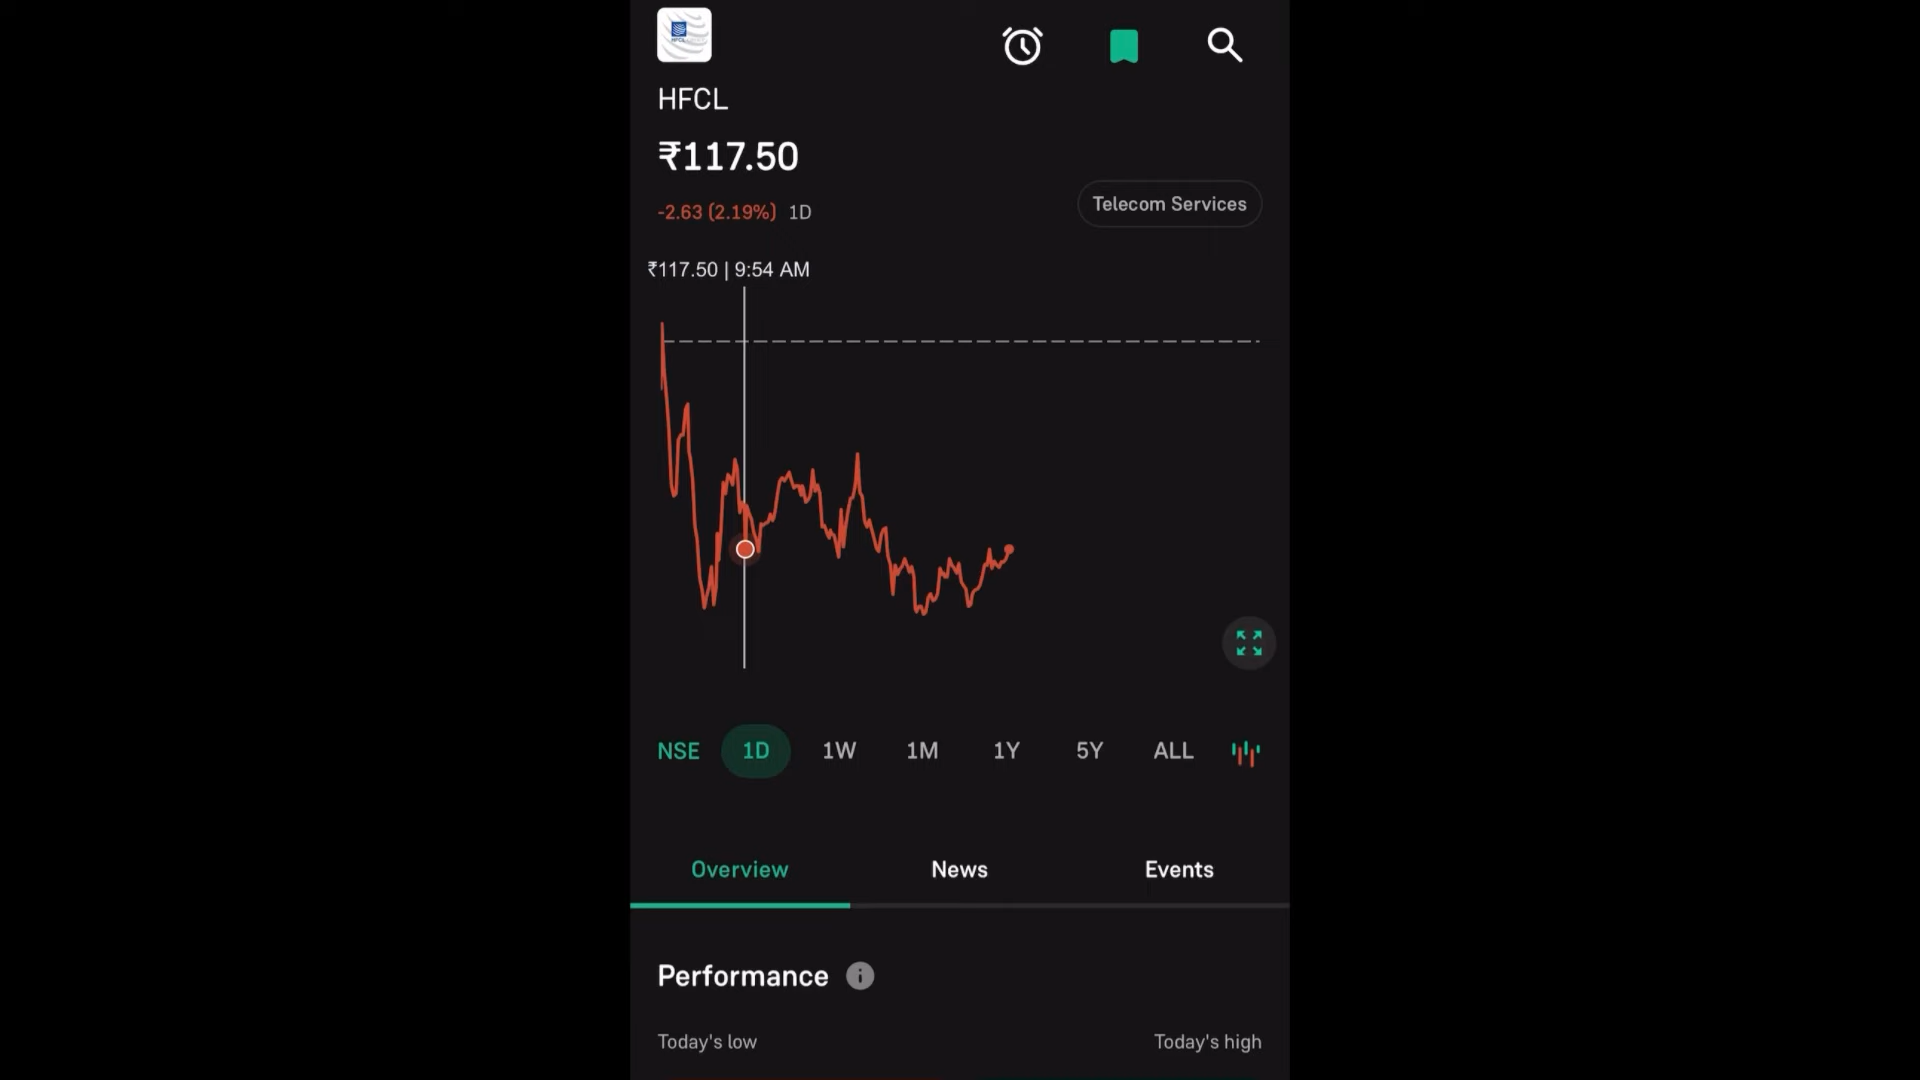 HFCL
HFCL
₹117.50
-2.63 (2.19%) 1D
Telecom Services
₹117.50 | 9:54 AM
NSE 1D 1W 1M 1Y 5Y ALL
Overview News Events
Performance
Today's low Today's high